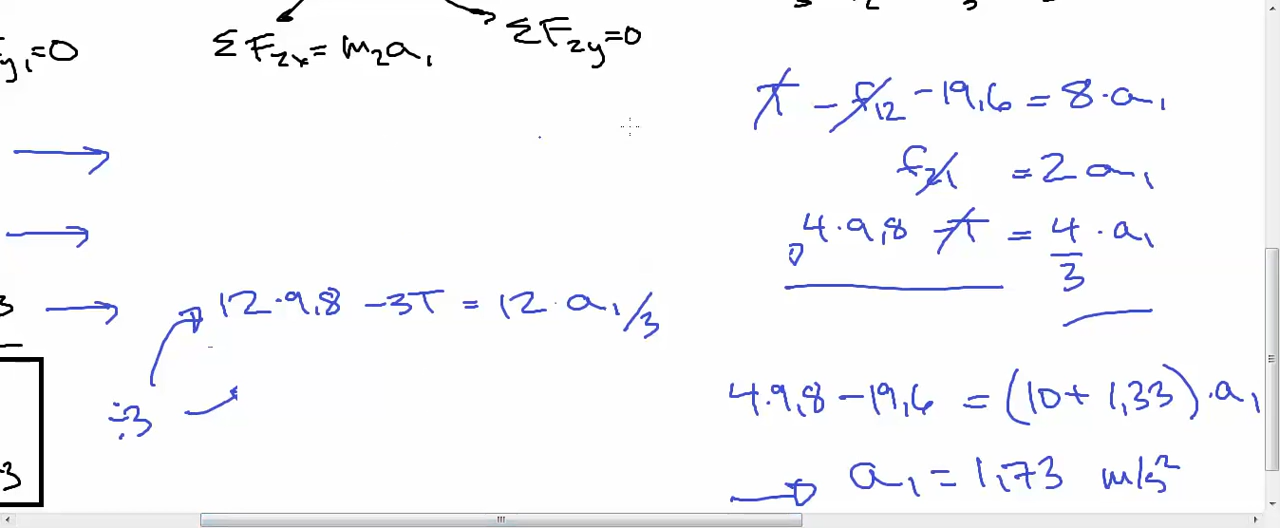 ΣF₂ₓ = m₂a₁
ΣF₂y = 0
y₁ = 0
T - f₁₂ - 19,6 = 8·a₁
f₂₁ = 2a₁
4·9,8 - T = 4/3 · a₁
3
12·9,8 - 3T = 12·a₁/3
÷3
4·9,8 - 19,6 = (10 + 1,33)·a₁
3
a₁ = 1,73 m/s²